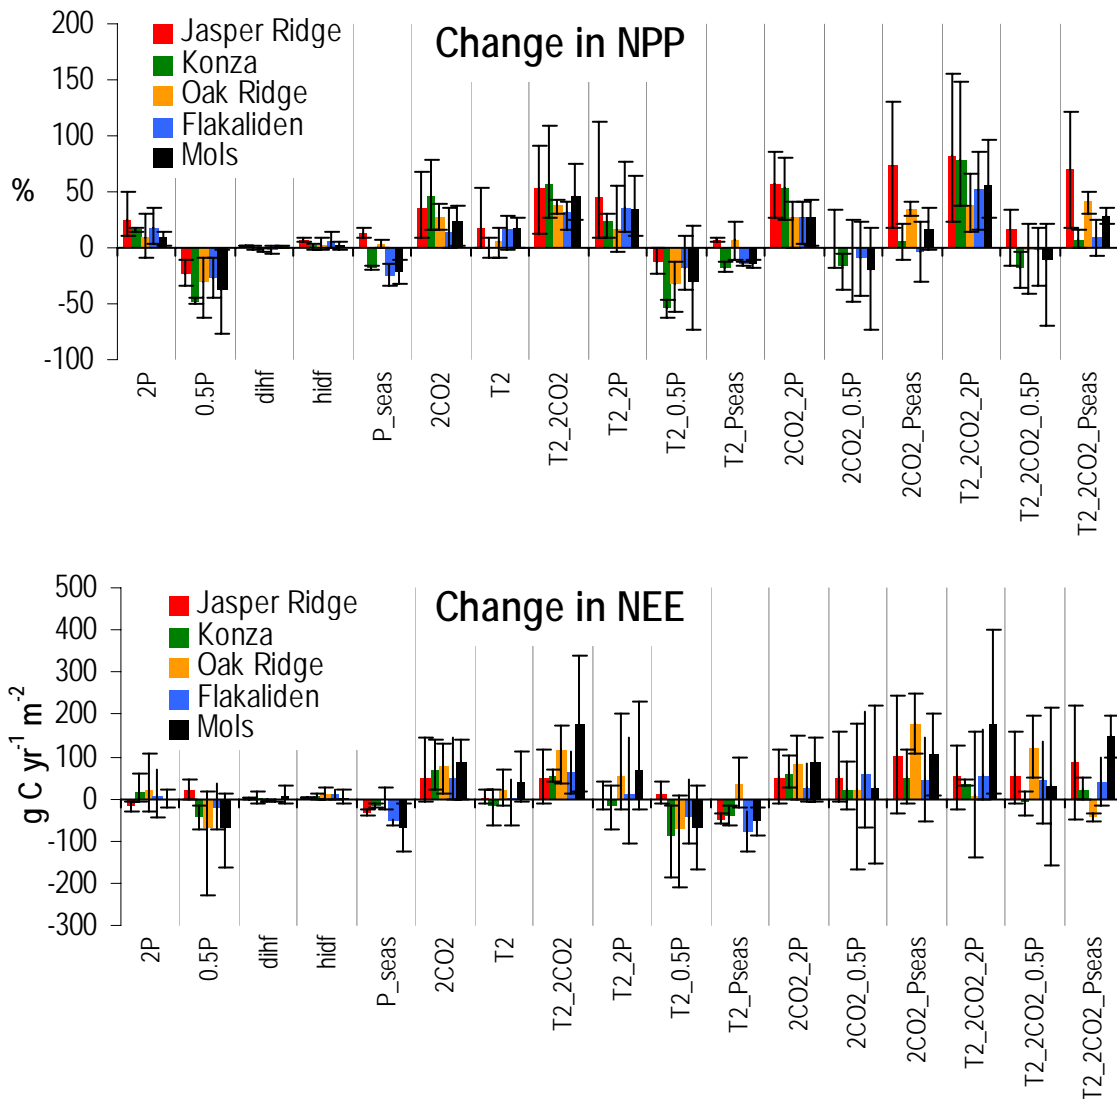 Change in NPP
200
150
100
50
0
-50
-100
%
Jasper Ridge
Konza
Oak Ridge
Flakaliden
Mols
2P
0.5P
dlhf
hidf
P_seas
2CO2
T2
T2_2CO2
T2_2P
T2_0.5P
T2_Pseas
2CO2_2P
2CO2_0.5P
2CO2_Pseas
T2_2CO2_2P
T2_2CO2_0.5P
T2_2CO2_Pseas
Change in NEE
500
400
300
200
100
0
-100
-200
-300
g C yr-1 m-2
Jasper Ridge
Konza
Oak Ridge
Flakaliden
Mols
2P
0.5P
dlhf
hidf
P_seas
2CO2
T2
T2_2CO2
T2_2P
T2_0.5P
T2_Pseas
2CO2_2P
2CO2_0.5P
2CO2_Pseas
T2_2CO2_2P
T2_2CO2_0.5P
T2_2CO2_Pseas